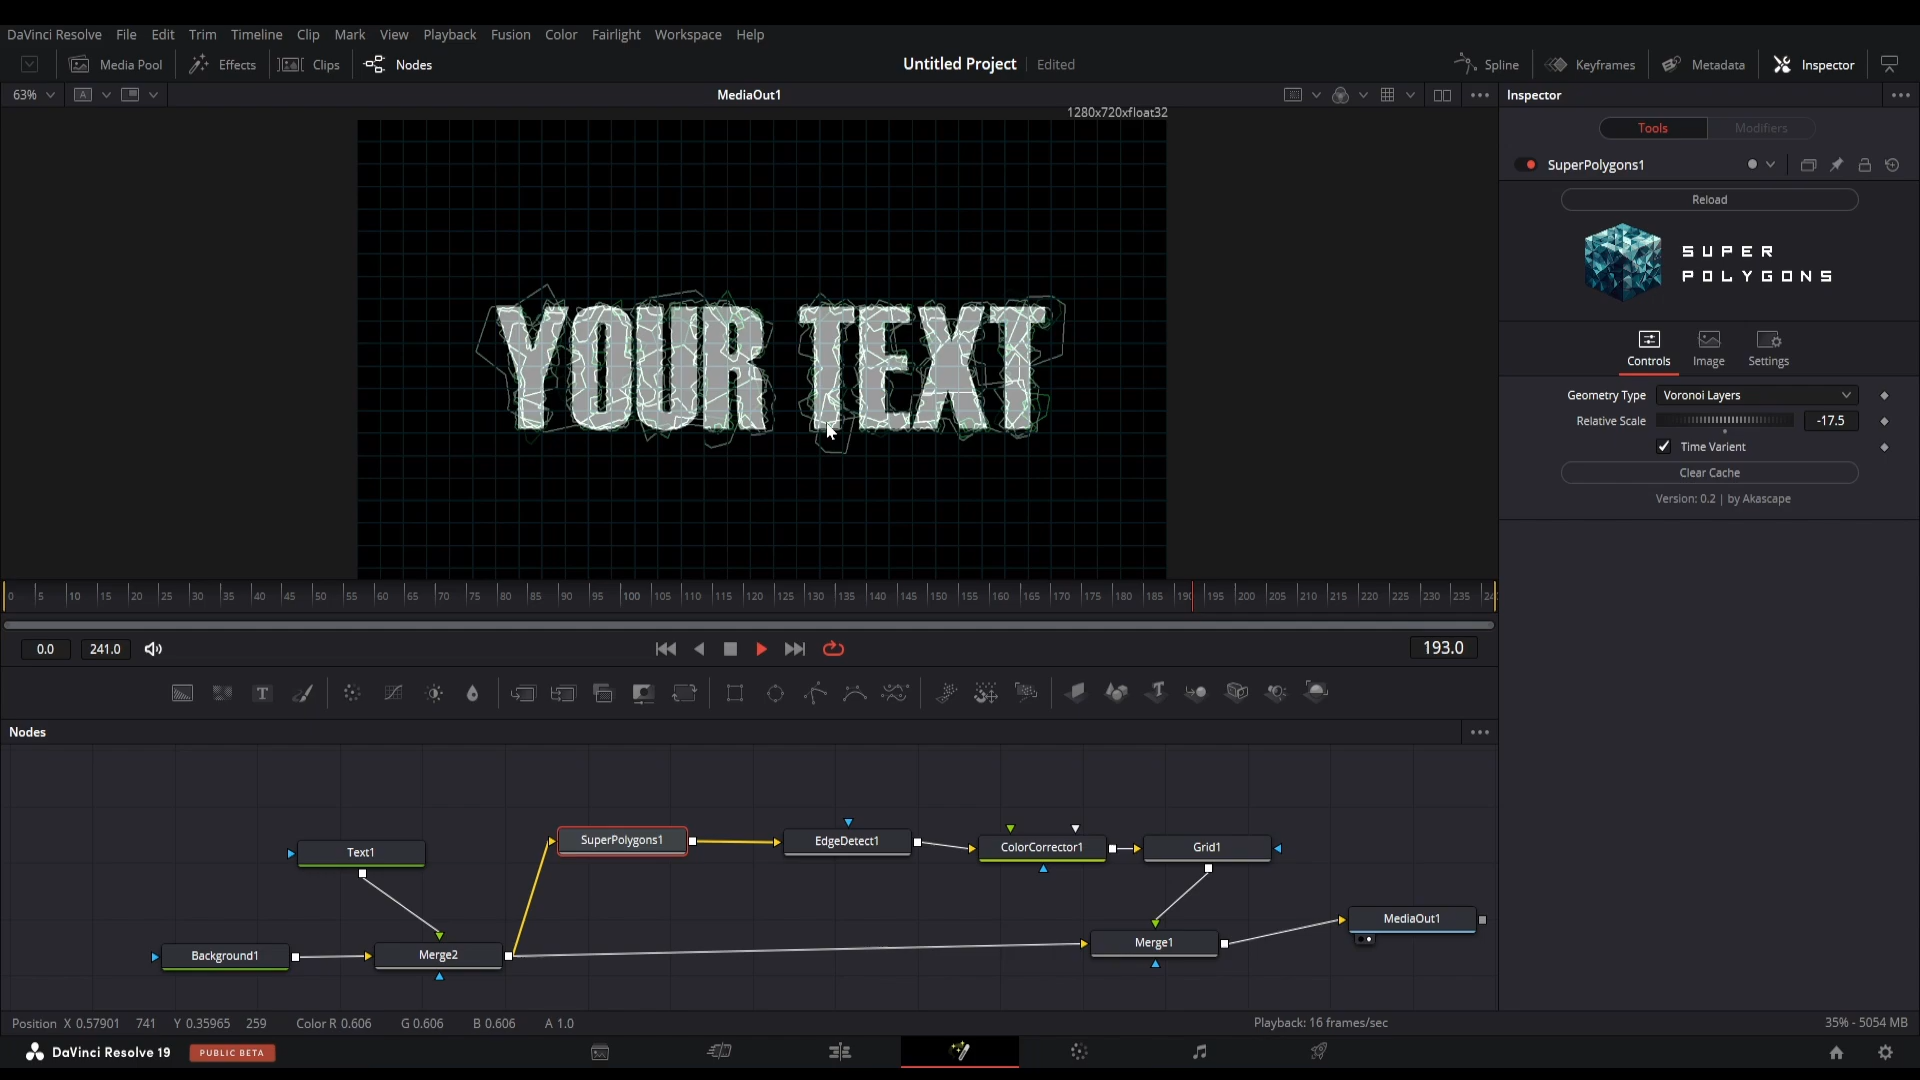 DaVinci Resolve File Edit Trim Timeline Clip Mark View Playback Fusion Color Fairlight Workspace Help
Media Pool Effects Clips Nodes Untitled Project Edited Spline Keyframes Metadata Inspector
63% A MediaOut1 Inspector
1280x720xfloat32
Tools Modifiers
SuperPolygons1
Reload
SUPER
POLYGONS
YOUR TEXT
Controls Image Settings
Geometry Type Voronoi Layers
Relative Scale -17.5
Time Varient
Clear Cache
Version: 0.2 | by Akascape
0 5 10 15 20 25 30 35 40 45 50 55 60 65 70 75 80 85 90 95 100 105 110 115 120 125 130 135 140 145 150 155 160 165 170 175 180 185 190 195 200 205 210 215 220 225 230 235
0.0 241.0 193.0
T T
Nodes
Text1 SuperPolygons1 EdgeDetect1 ColorCorrector1 Grid1
Background1 Merge2 Merge1 MediaOut1
Position X 0.57901 741 Y 0.35965 259 Color R 0.606 G 0.606 B 0.606 A 1.0 Playback: 16 frames/sec 35% - 5054 MB
DaVinci Resolve 19 PUBLIC BETA